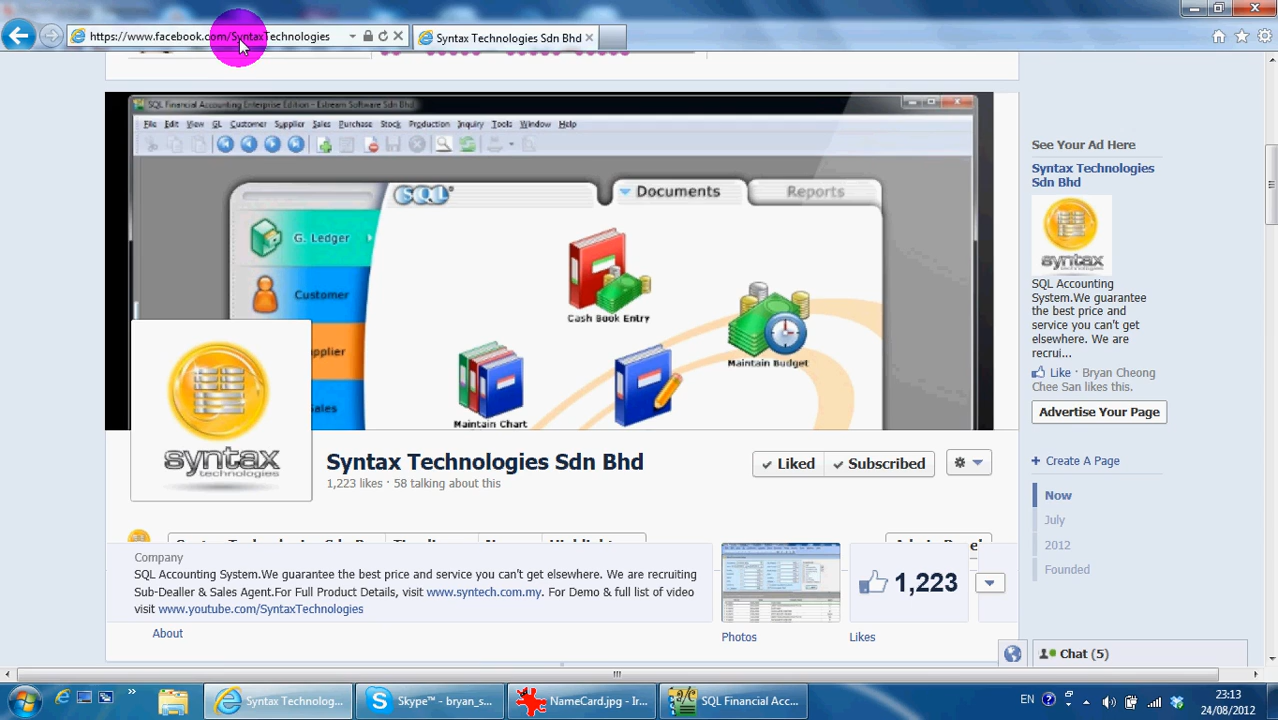 https://www.facebook.com/SyntaxTechnologies
Syntax Technologies Sdn Bhd
SQL Financial Accounting Enterprise Edition - Estream Software Sdn Bhd
File Edit View GL Customer Supplier Sales Purchase Stock Production Inquiry Tools Window Help
SQL
Documents
Reports
G. Ledger
Customer
Sales
Cash Book Entry
Maintain Budget
Maintain Chart
syntax
technologies
Syntax Technologies Sdn Bhd
1,223 likes · 58 talking about this
Liked
Subscribed
Company
SQL Accounting System.We guarantee the best price and service you can't get elsewhere. We are recruiting
Sub-Dealler & Sales Agent.For Full Product Details, visit www.syntech.com.my. For Demo & full list of video
visit www.youtube.com/SyntaxTechnologies
About
Photos
1,223
Likes
See Your Ad Here
Syntax Technologies
Sdn Bhd
syntax
SQL Accounting
System.We guarantee
the best price and
service you can't get
elsewhere. We are
recrui...
Like · Bryan Cheong
Chee San likes this.
Advertise Your Page
+ Create A Page
Now
July
2012
Founded
Chat (5)
Syntax Technolog...
Skype™ - bryan_s...
NameCard.jpg - Ir...
SQL Financial Acc...
EN
23:13
24/08/2012